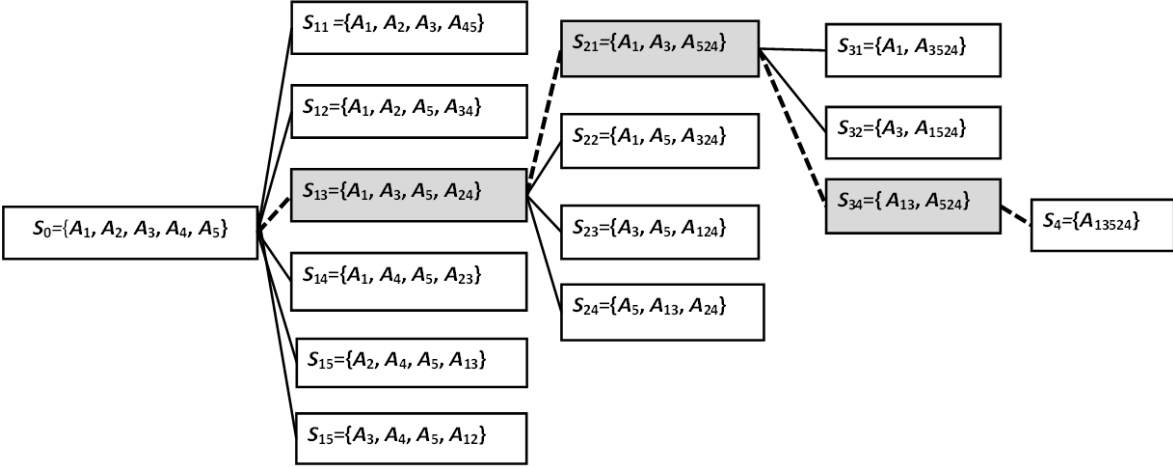 S₀={A₁, A₂, A₃, A₄, A₅}
S₁₁ ={A₁, A₂, A₃, A₄₅}
S₁₂={A₁, A₂, A₅, A₃₄}
S₁₃={A₁, A₃, A₅, A₂₄}
S₁₄={A₁, A₄, A₅, A₂₃}
S₁₅={A₂, A₄, A₅, A₁₃}
S₁₅={A₃, A₄, A₅, A₁₂}
S₂₁={A₁, A₃, A₅₂₄}
S₂₂={A₁, A₅, A₃₂₄}
S₂₃={A₃, A₅, A₁₂₄}
S₂₄={A₅, A₁₃, A₂₄}
S₃₁={A₁, A₃₅₂₄}
S₃₂={A₃, A₁₅₂₄}
S₃₄={ A₁₃, A₅₂₄}
S₄={A₁₃₅₂₄}